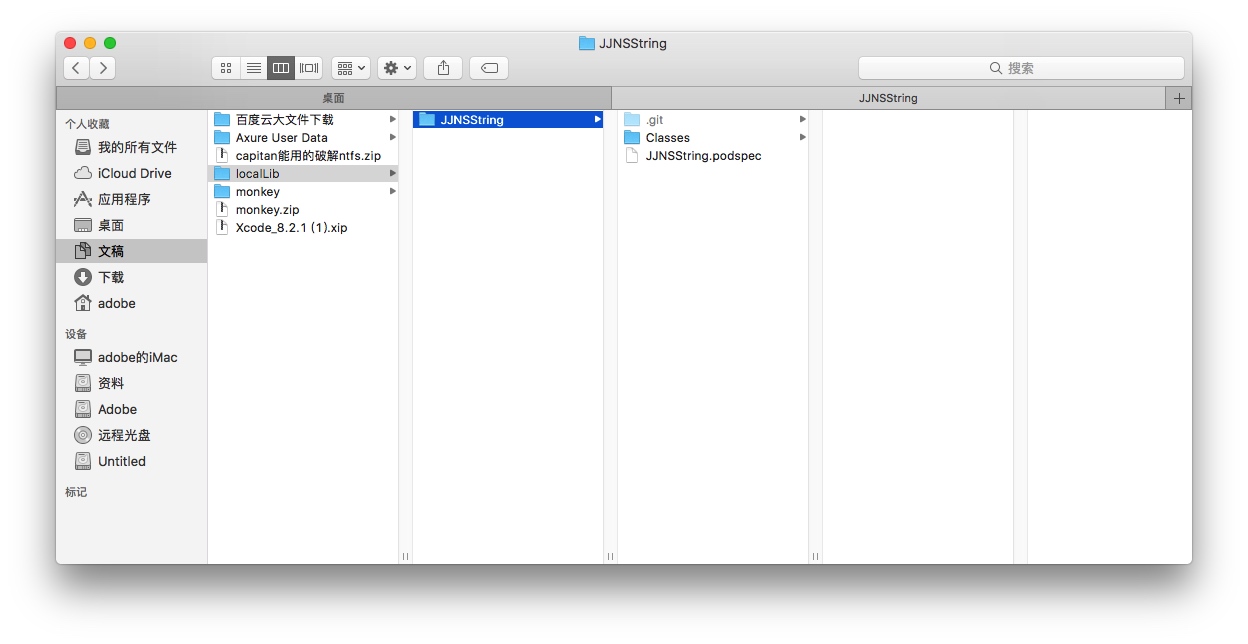 JJNSString
搜索
桌面
JJNSString
个人收藏
我的所有文件
iCloud Drive
应用程序
桌面
文稿
下载
adobe
设备
adobe的iMac
资料
Adobe
远程光盘
Untitled
标记
百度云大文件下载
Axure User Data
capitan能用的破解ntfs.zip
localLib
monkey
monkey.zip
Xcode_8.2.1 (1).xip
JJNSString
.git
Classes
JJNSString.podspec